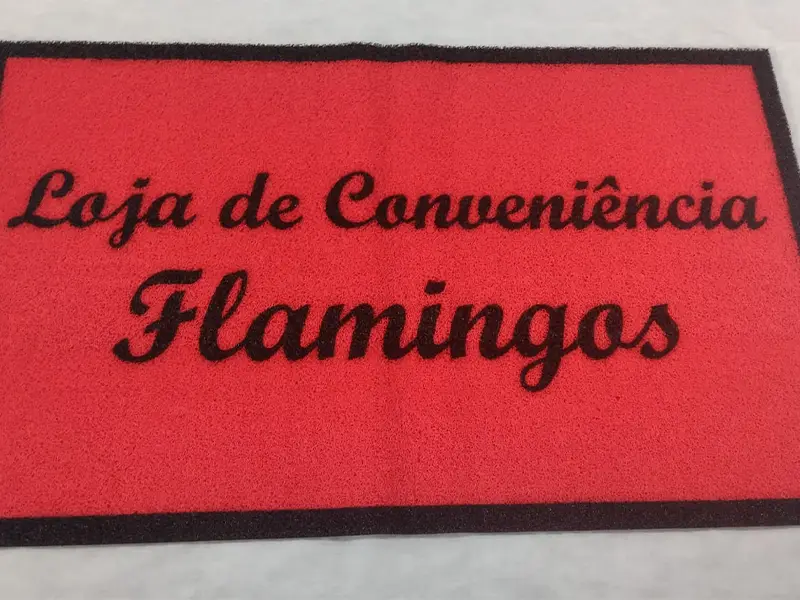 Loja de Conveniência
Flamingos